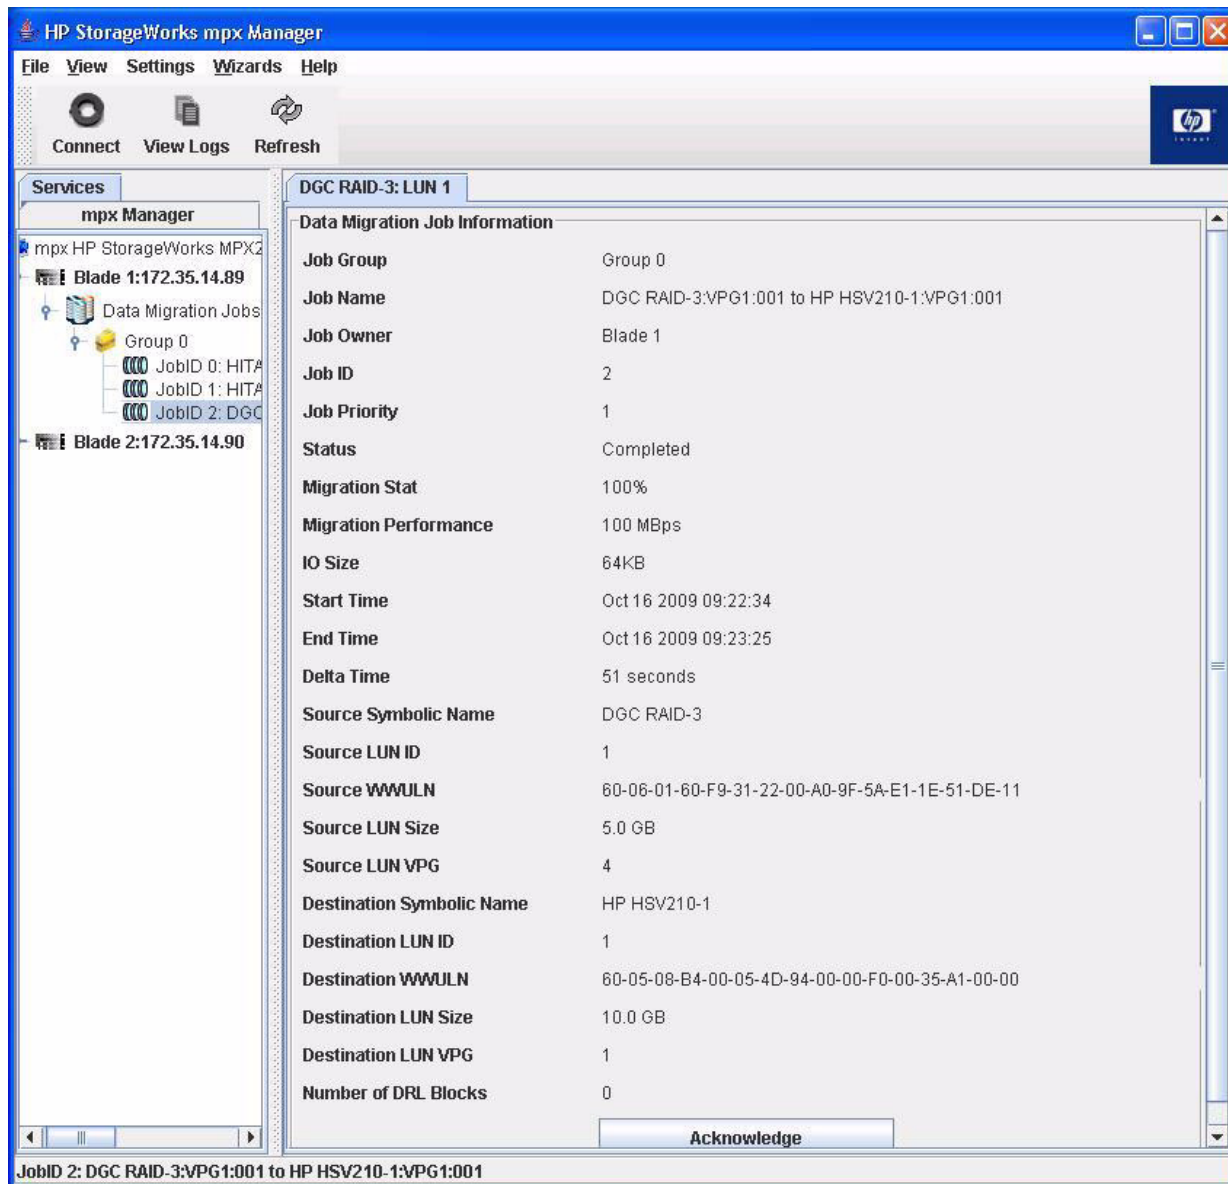 HP StorageWorks mpx Manager
File View Settings Wizards Help
Connect View Logs Refresh
hp
invent
Services
mpx Manager
mpx HP StorageWorks MPX2
Blade 1:172.35.14.89
Data Migration Jobs
Group 0
JobID 0: HITA
JobID 1: HITA
JobID 2: DGC
Blade 2:172.35.14.90
DGC RAID-3: LUN 1
Data Migration Job Information
Job Group Group 0
Job Name DGC RAID-3:VPG1:001 to HP HSV210-1:VPG1:001
Job Owner Blade 1
Job ID 2
Job Priority 1
Status Completed
Migration Stat 100%
Migration Performance 100 MBps
IO Size 64KB
Start Time Oct 16 2009 09:22:34
End Time Oct 16 2009 09:23:25
Delta Time 51 seconds
Source Symbolic Name DGC RAID-3
Source LUN ID 1
Source WWULN 60-06-01-60-F9-31-22-00-A0-9F-5A-E1-1E-51-DE-11
Source LUN Size 5.0 GB
Source LUN VPG 4
Destination Symbolic Name HP HSV210-1
Destination LUN ID 1
Destination WWULN 60-05-08-B4-00-05-4D-94-00-00-F0-00-35-A1-00-00
Destination LUN Size 10.0 GB
Destination LUN VPG 1
Number of DRL Blocks 0
Acknowledge
JobID 2: DGC RAID-3:VPG1:001 to HP HSV210-1:VPG1:001